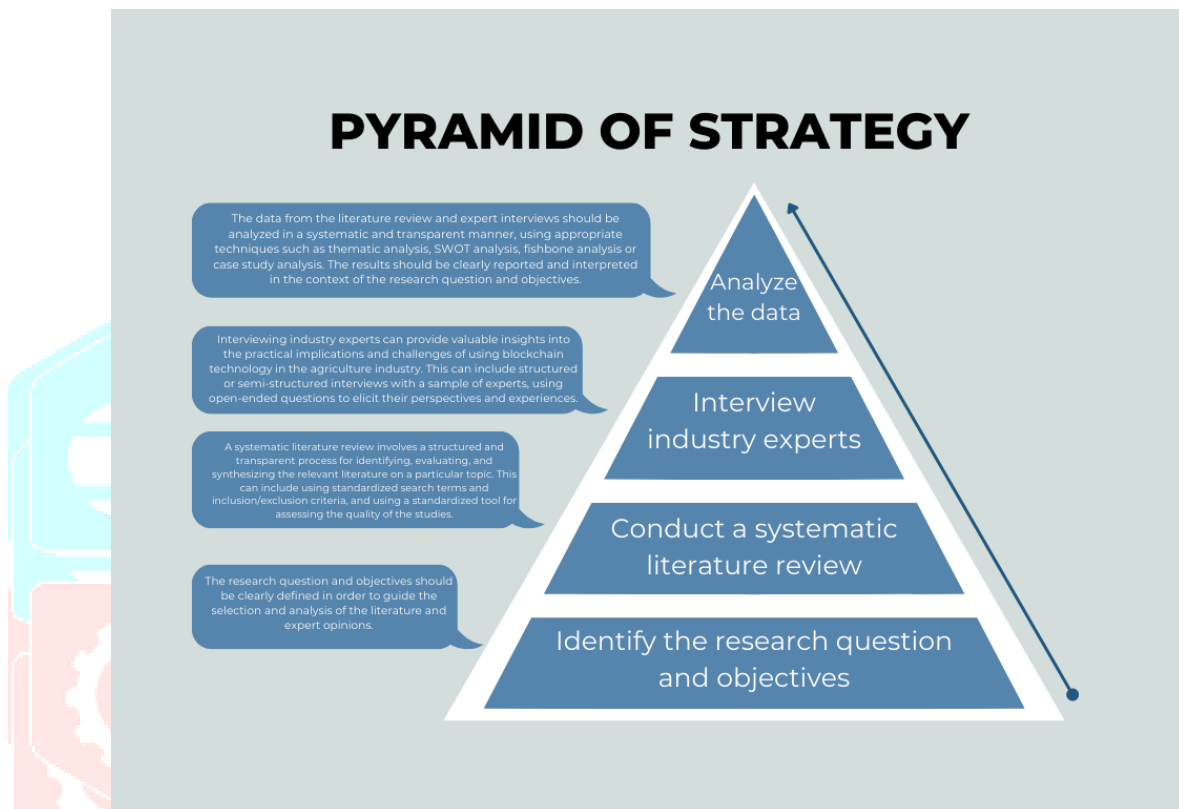 PYRAMID OF STRATEGY
The data from the literature review and expert interviews should be
analyzed in a systematic and transparent manner, using appropriate
techniques such as thematic analysis, SWOT analysis, fishbone analysis or
case study analysis. The results should be clearly reported and interpreted
in the context of the research question and objectives.
Analyze
the data
Interviewing industry experts can provide valuable insights into
the practical implications and challenges of using blockchain
technology in the agriculture industry. This can include structured
or semi-structured interviews with a sample of experts, using
open-ended questions to elicit their perspectives and experiences.
Interview
industry experts
A systematic literature review involves a structured and
transparent process for identifying, evaluating, and
synthesizing the relevant literature on a particular topic. This
can include using standardized search terms and
inclusion/exclusion criteria, and using a standardized tool for
assessing the quality of the studies.
Conduct a systematic
literature review
The research question and objectives should
be clearly defined in order to guide the
selection and analysis of the literature and
expert opinions.
Identify the research question
and objectives